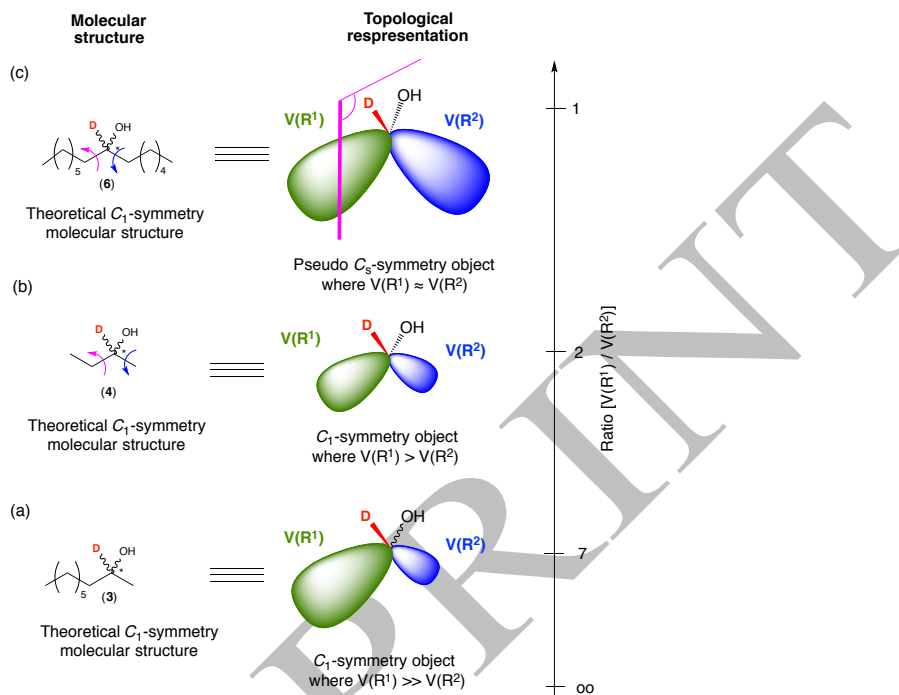 Molecular
structure
Topological
respresentation
(c)
D
OH
*
5
4
(6)
Theoretical C1-symmetry
molecular structure
D
OH
V(R1)
V(R2)
Pseudo Cs-symmetry object
where V(R1) ≈ V(R2)
1
(b)
D
OH
*
(4)
Theoretical C1-symmetry
molecular structure
D
OH
V(R1)
V(R2)
C1-symmetry object
where V(R1) > V(R2)
2
Ratio [V(R1) / V(R2)]
(a)
D
OH
*
5
(3)
Theoretical C1-symmetry
molecular structure
D
OH
V(R1)
V(R2)
C1-symmetry object
where V(R1) >> V(R2)
7
oo
PRINT